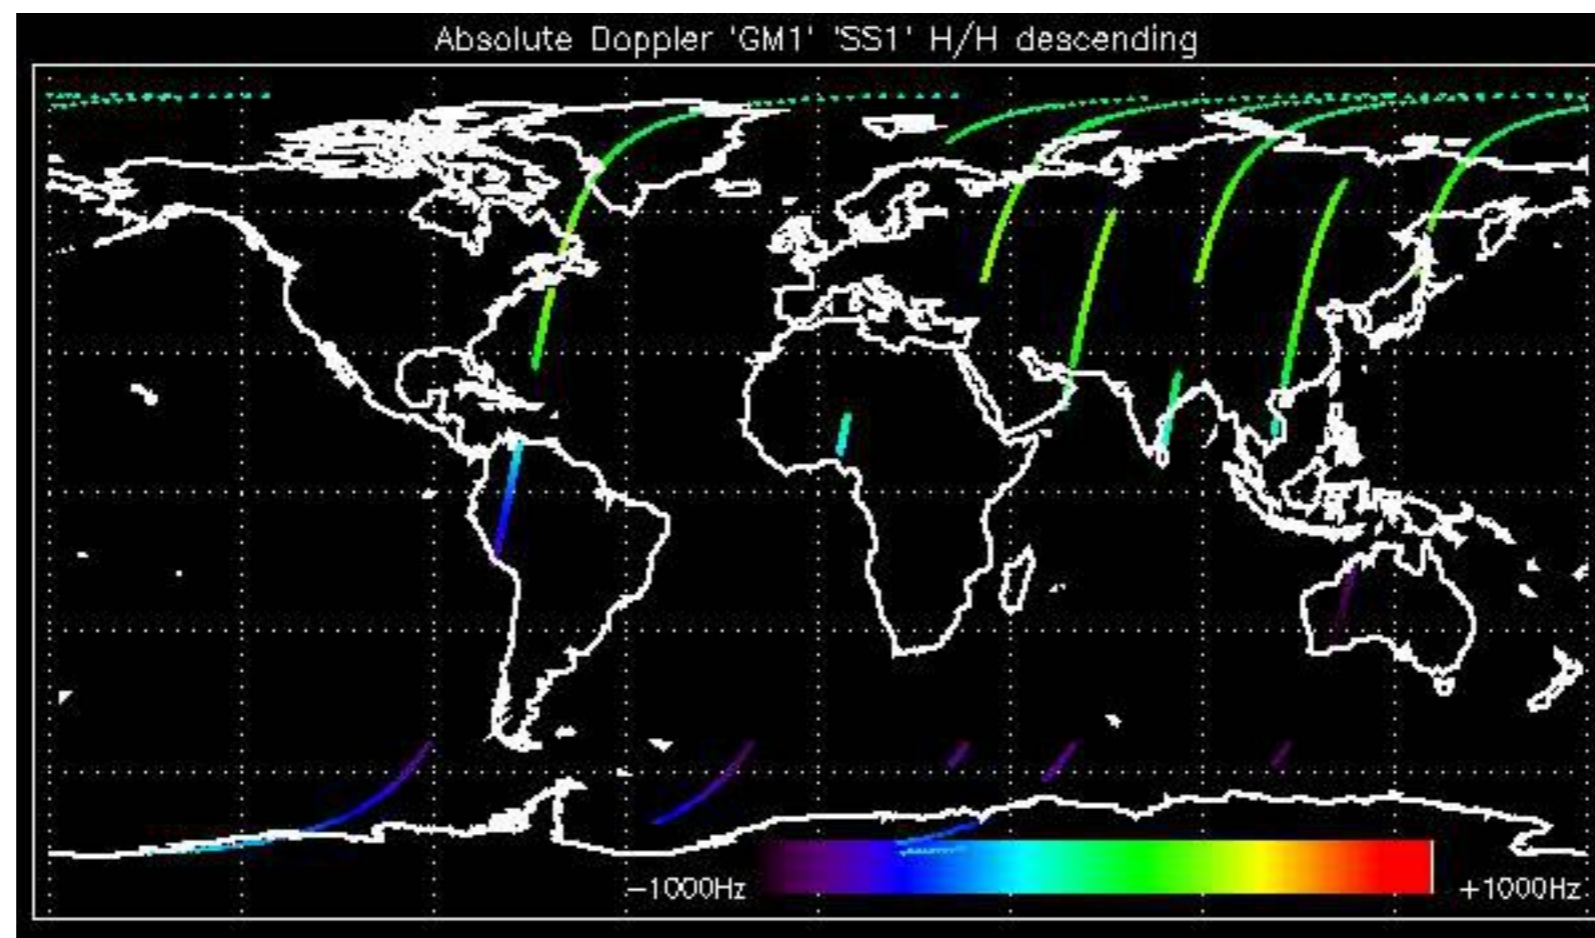 Absolute Doppler 'GM1' 'SS1' H/H descending
−1000Hz
+1000Hz